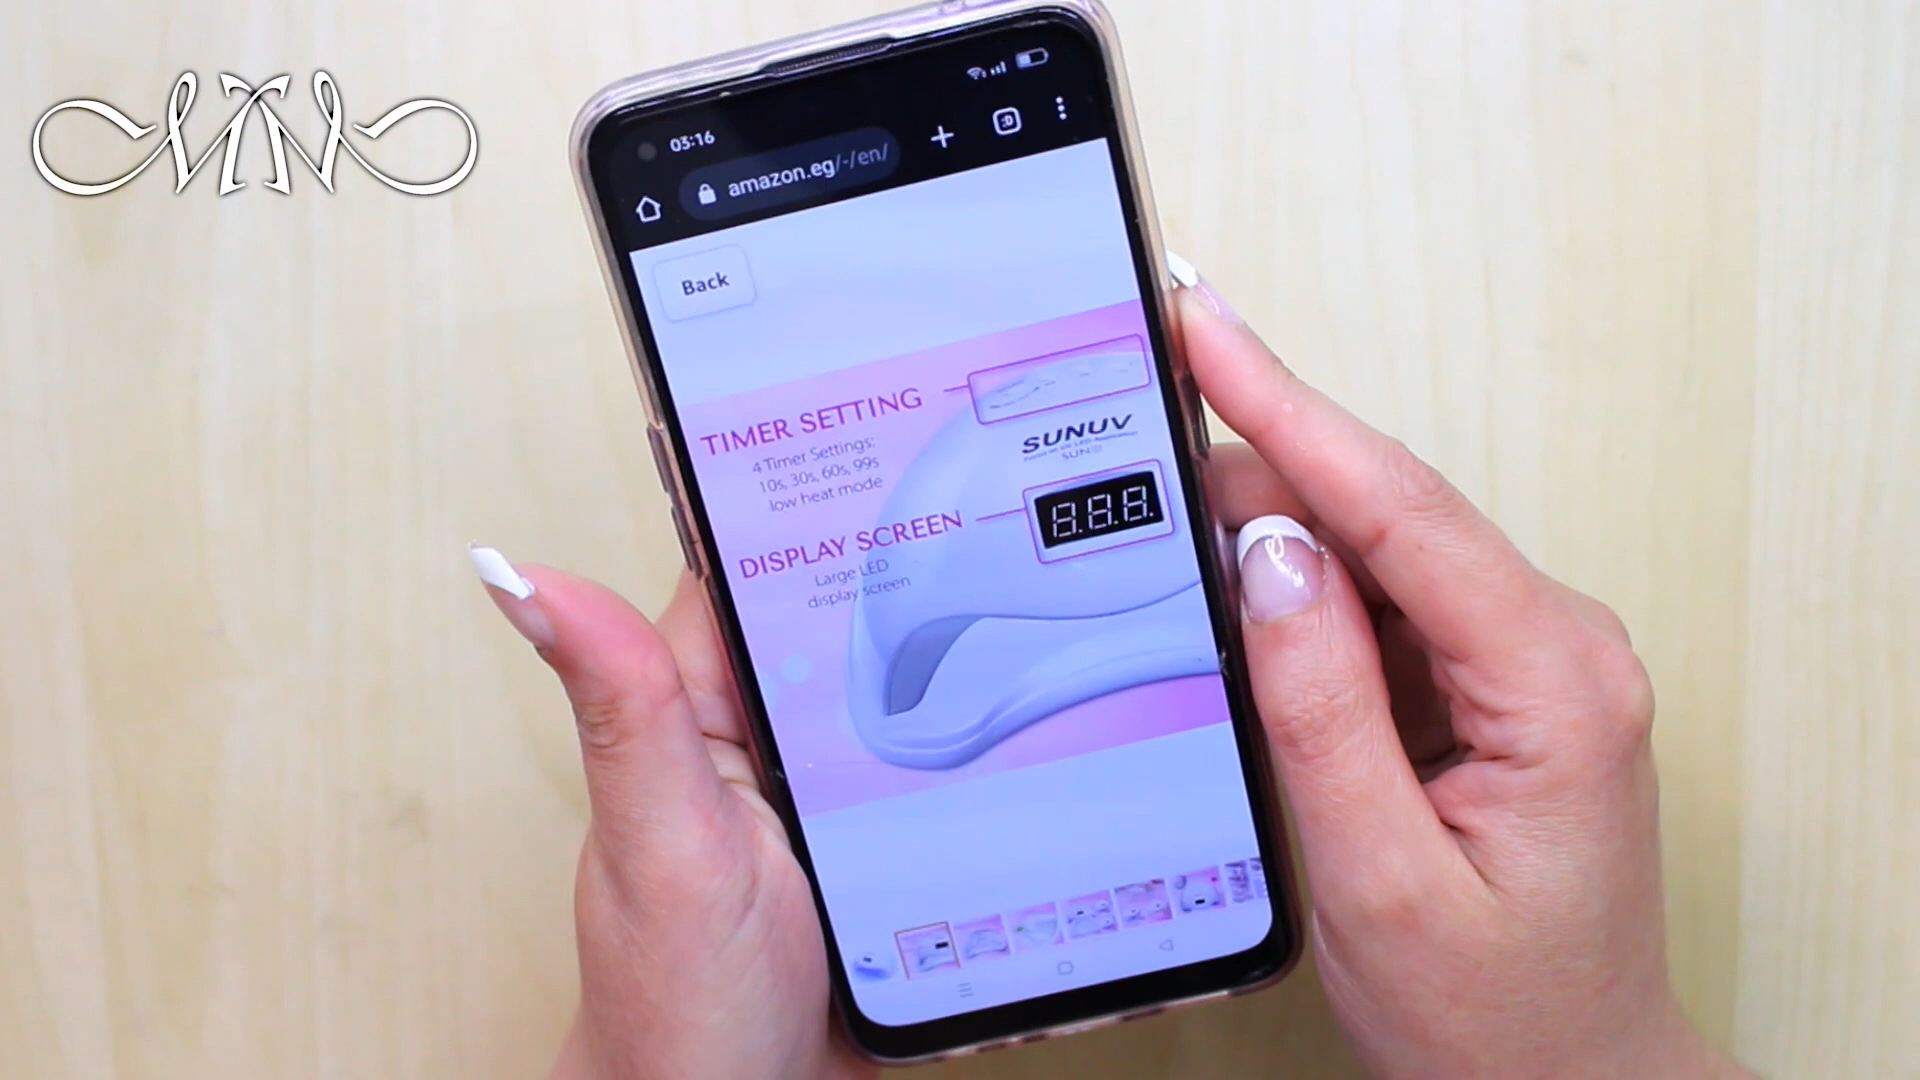 03:16
amazon.eg/-/en/
Back
TIMER SETTING
4 Timer Settings:
10s, 30s, 60s, 99s
low heat mode
SUNUV
DISPLAY SCREEN
8.8.8.
Large LED
display screen